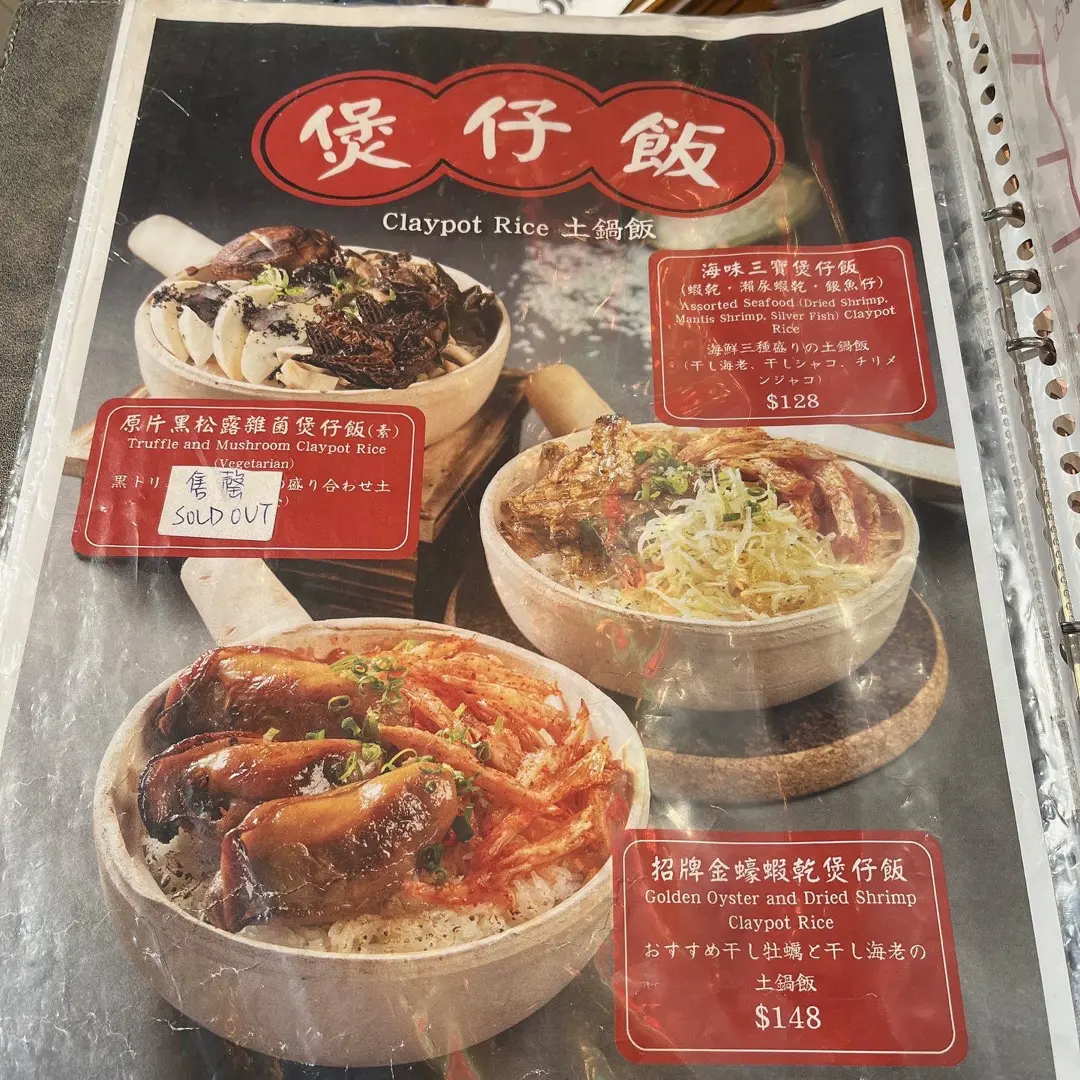 煲仔飯
Claypot Rice 土鍋飯
海味三寶煲仔飯
(蝦乾・瀨尿蝦乾・銀魚仔)
Assorted Seafood (Dried Shrimp,
Mantis Shrimp, Silver Fish) Claypot
Rice
海鮮三種盛りの土鍋飯
(干し海老、干しシャコ、チリメ
ンジャコ)
$128
原片黑松露雜菌煲仔飯(素)
Truffle and Mushroom Claypot Rice
(Vegetarian)
黒トリ
盛り合わせ土
售罄
SOLD OUT
招牌金蠔蝦乾煲仔飯
Golden Oyster and Dried Shrimp
Claypot Rice
おすすめ干し牡蠣と干し海老の
土鍋飯
$148